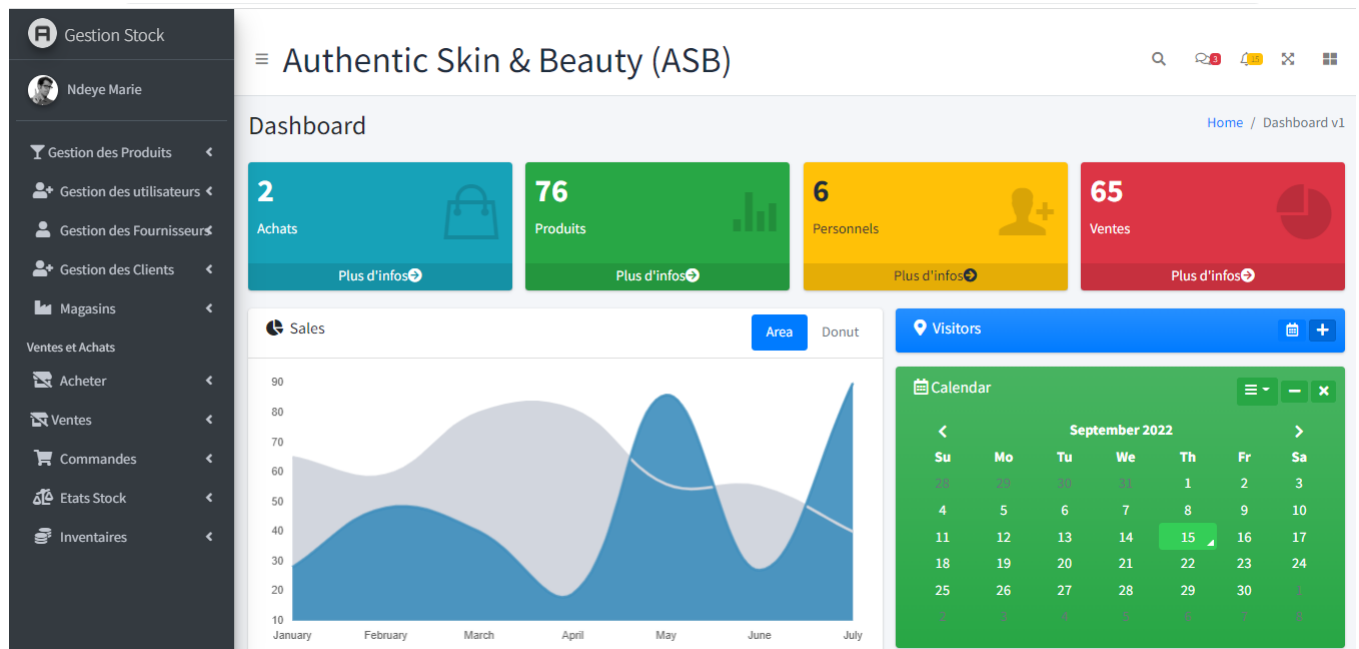 Gestion Stock
Ndeye Marie
Gestion des Produits
Gestion des utilisateurs
Gestion des Fournisseurs
Gestion des Clients
Magasins
Ventes et Achats
Acheter
Ventes
Commandes
Etats Stock
Inventaires
Authentic Skin & Beauty (ASB)
3
15
Dashboard
Home / Dashboard v1
2
Achats
Plus d'infos
76
Produits
Plus d'infos
6
Personnels
Plus d'infos
65
Ventes
Plus d'infos
Sales
Area Donut
90
80
70
60
50
40
30
20
10
January February March April May June July
Visitors
Calendar
September 2022
Su Mo Tu We Th Fr Sa
28 29 30 31 1 2 3
4 5 6 7 8 9 10
11 12 13 14 15 16 17
18 19 20 21 22 23 24
25 26 27 28 29 30 1
2 3 4 5 6 7 8